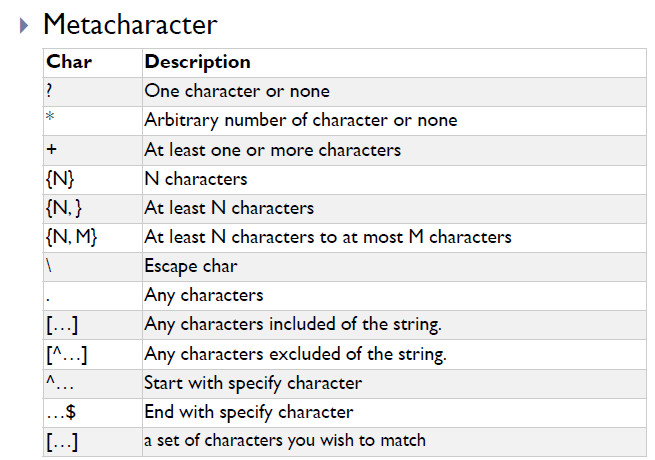 Metacharacter
Char Description
? One character or none
* Arbitrary number of character or none
+ At least one or more characters
{N} N characters
{N, } At least N characters
{N, M} At least N characters to at most M characters
\ Escape char
. Any characters
[…] Any characters included of the string.
[^…] Any characters excluded of the string.
^… Start with specify character
…$ End with specify character
[…] a set of characters you wish to match